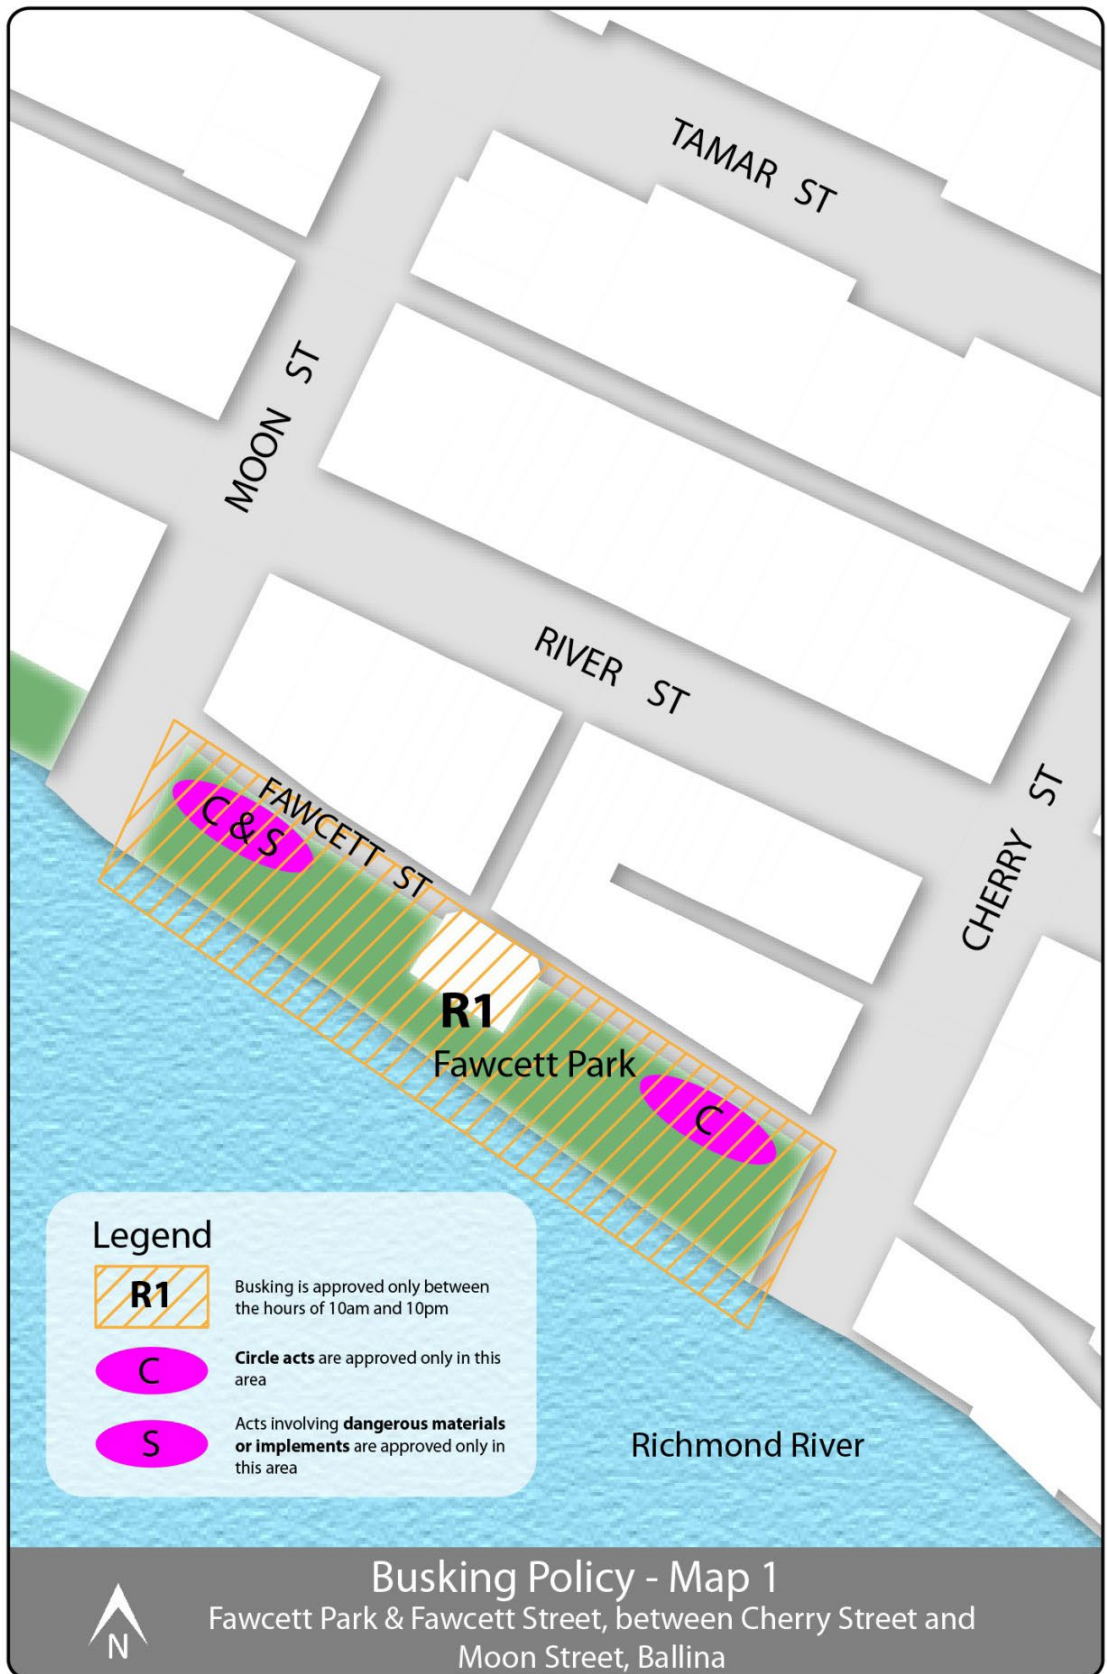 TAMAR ST
MOON ST
RIVER ST
CHERRY ST
FAWCETT ST
C & S
R1
Fawcett Park
C
Legend
R1
Busking is approved only between
the hours of 10am and 10pm
C
Circle acts are approved only in this
area
S
Acts involving dangerous materials
or implements are approved only in
this area
Richmond River
N
Busking Policy - Map 1
Fawcett Park & Fawcett Street, between Cherry Street and
Moon Street, Ballina